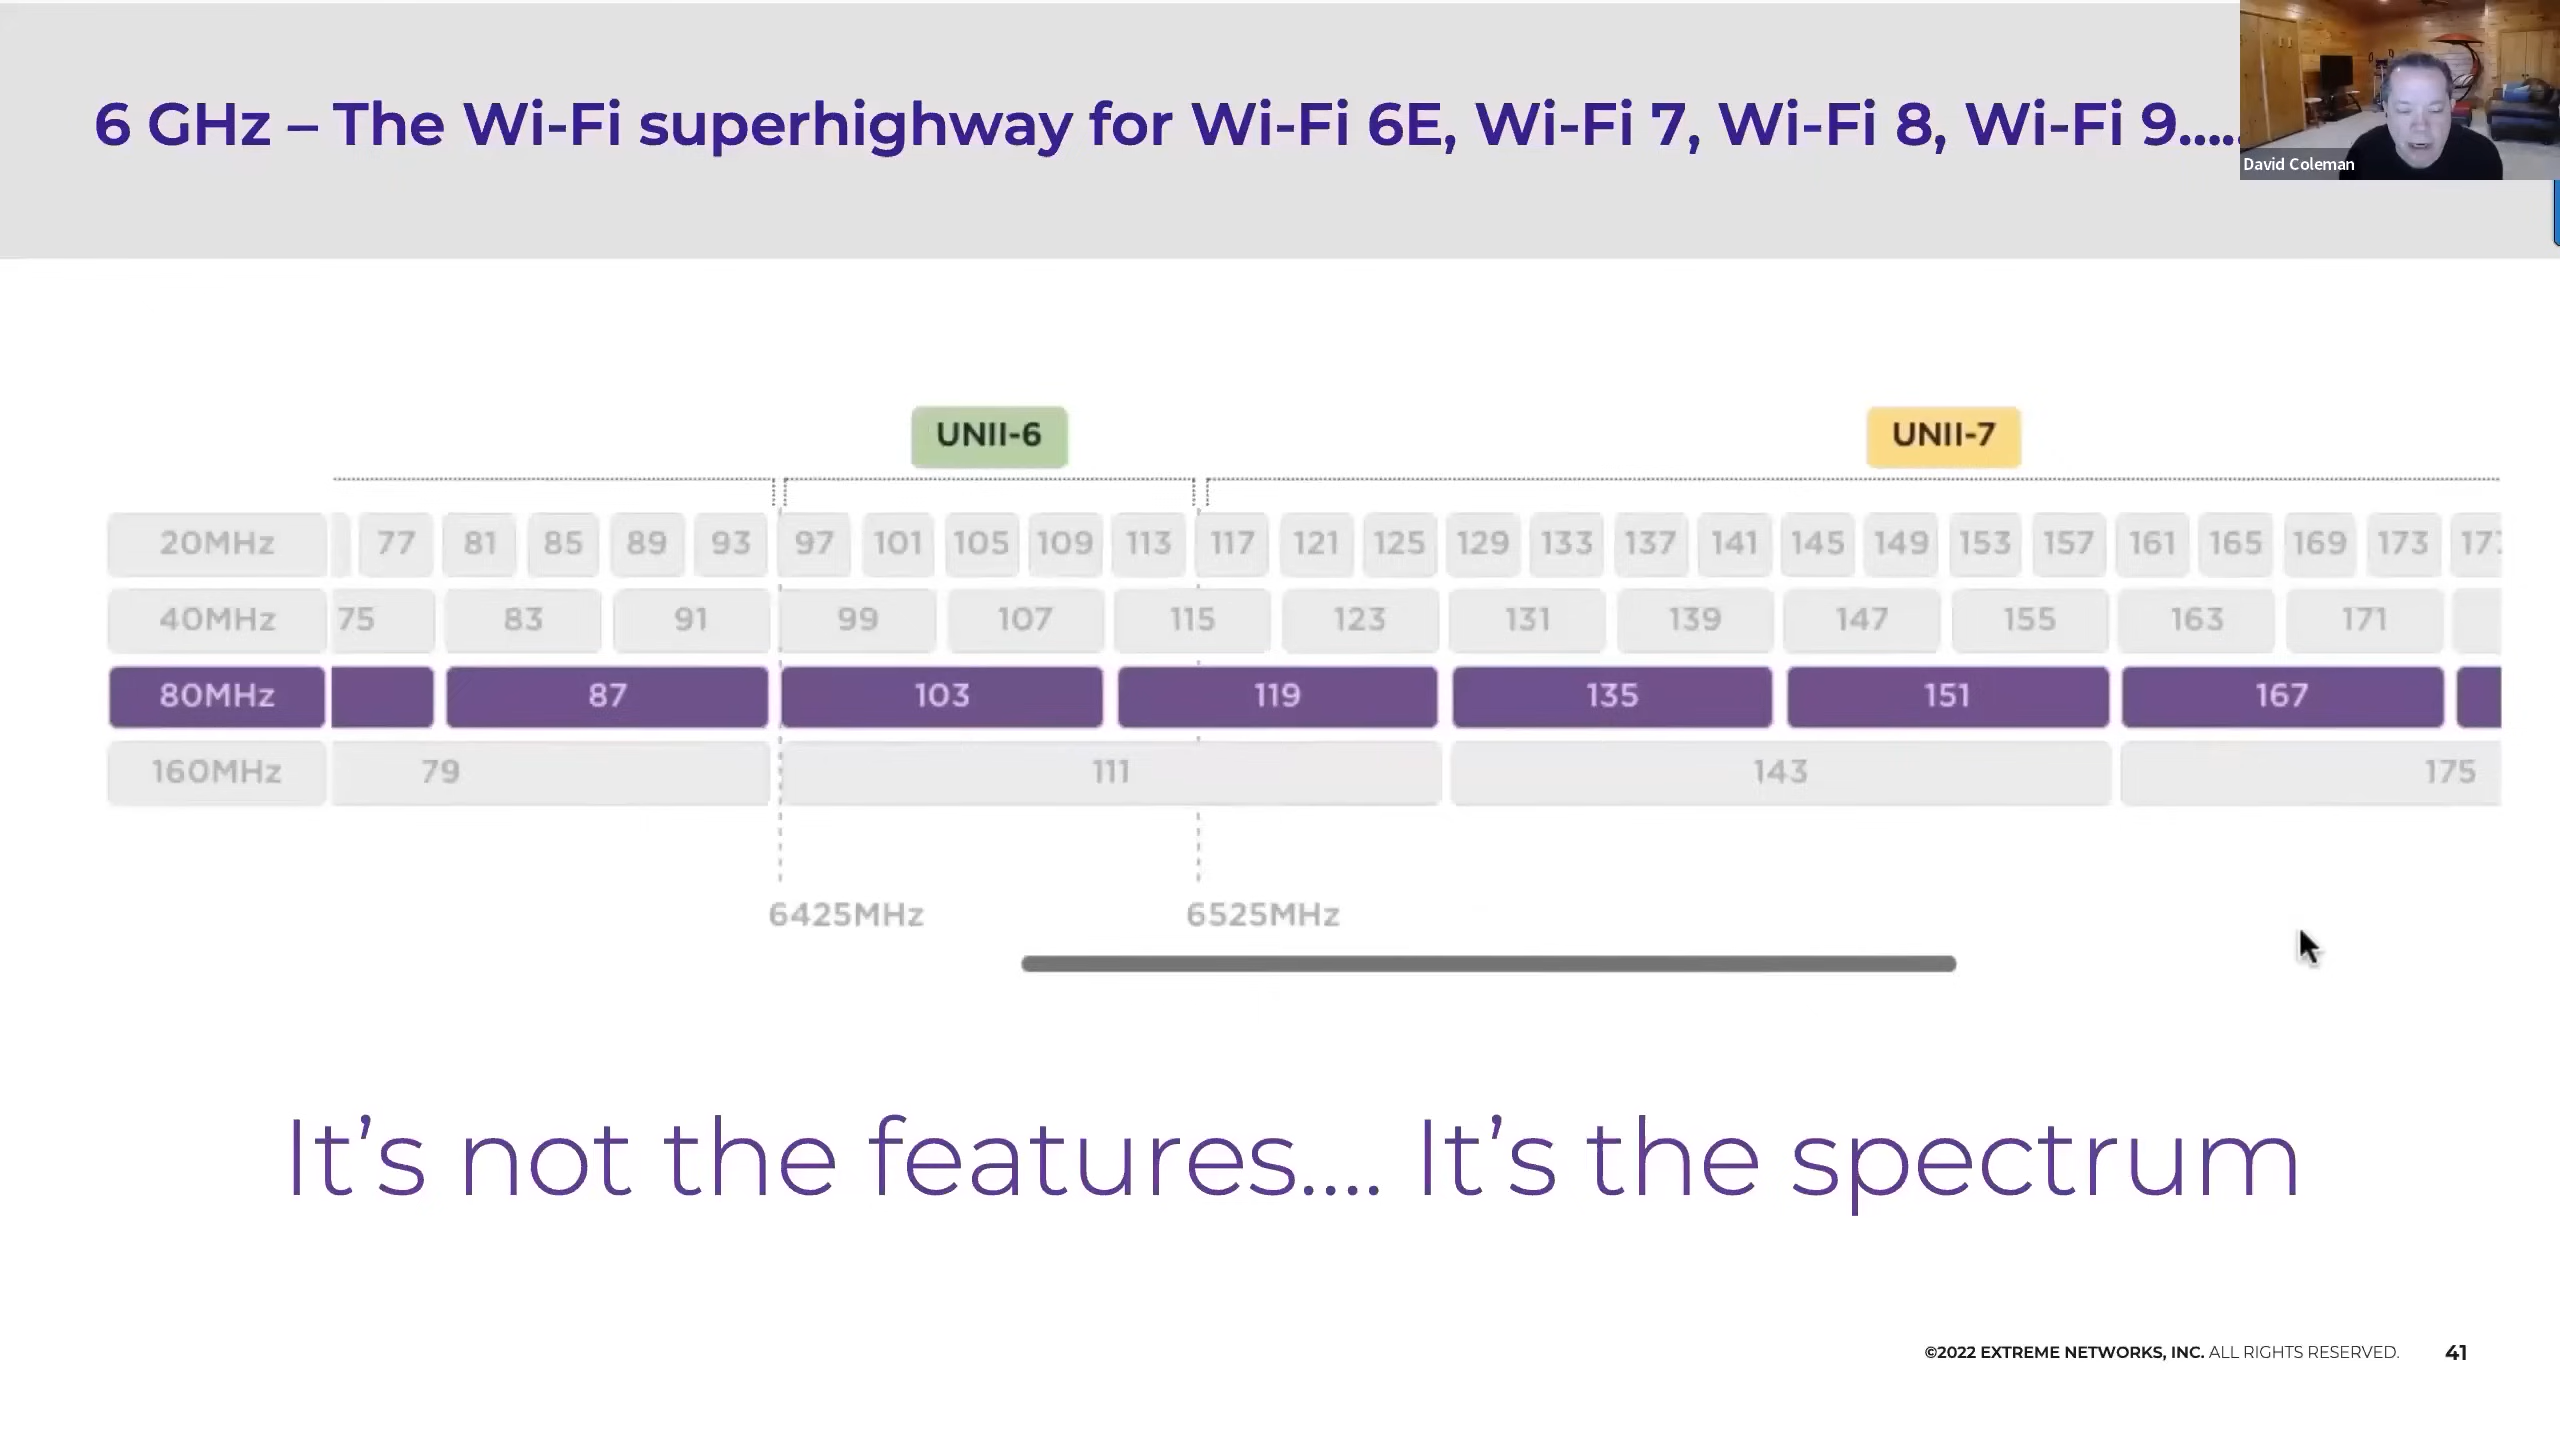 6 GHz – The Wi-Fi superhighway for Wi-Fi 6E, Wi-Fi 7, Wi-Fi 8, Wi-Fi 9.....
David Coleman
UNII-6 UNII-7
20MHz 77 81 85 89 93 97 101 105 109 113 117 121 125 129 133 137 141 145 149 153 157 161 165 169 173
40MHz 75 83 91 99 107 115 123 131 139 147 155 163 171
80MHz 87 103 119 135 151 167
160MHz 79 111 143 175
6425MHz 6525MHz
It’s not the features.... It’s the spectrum
©2022 EXTREME NETWORKS, INC. ALL RIGHTS RESERVED. 41